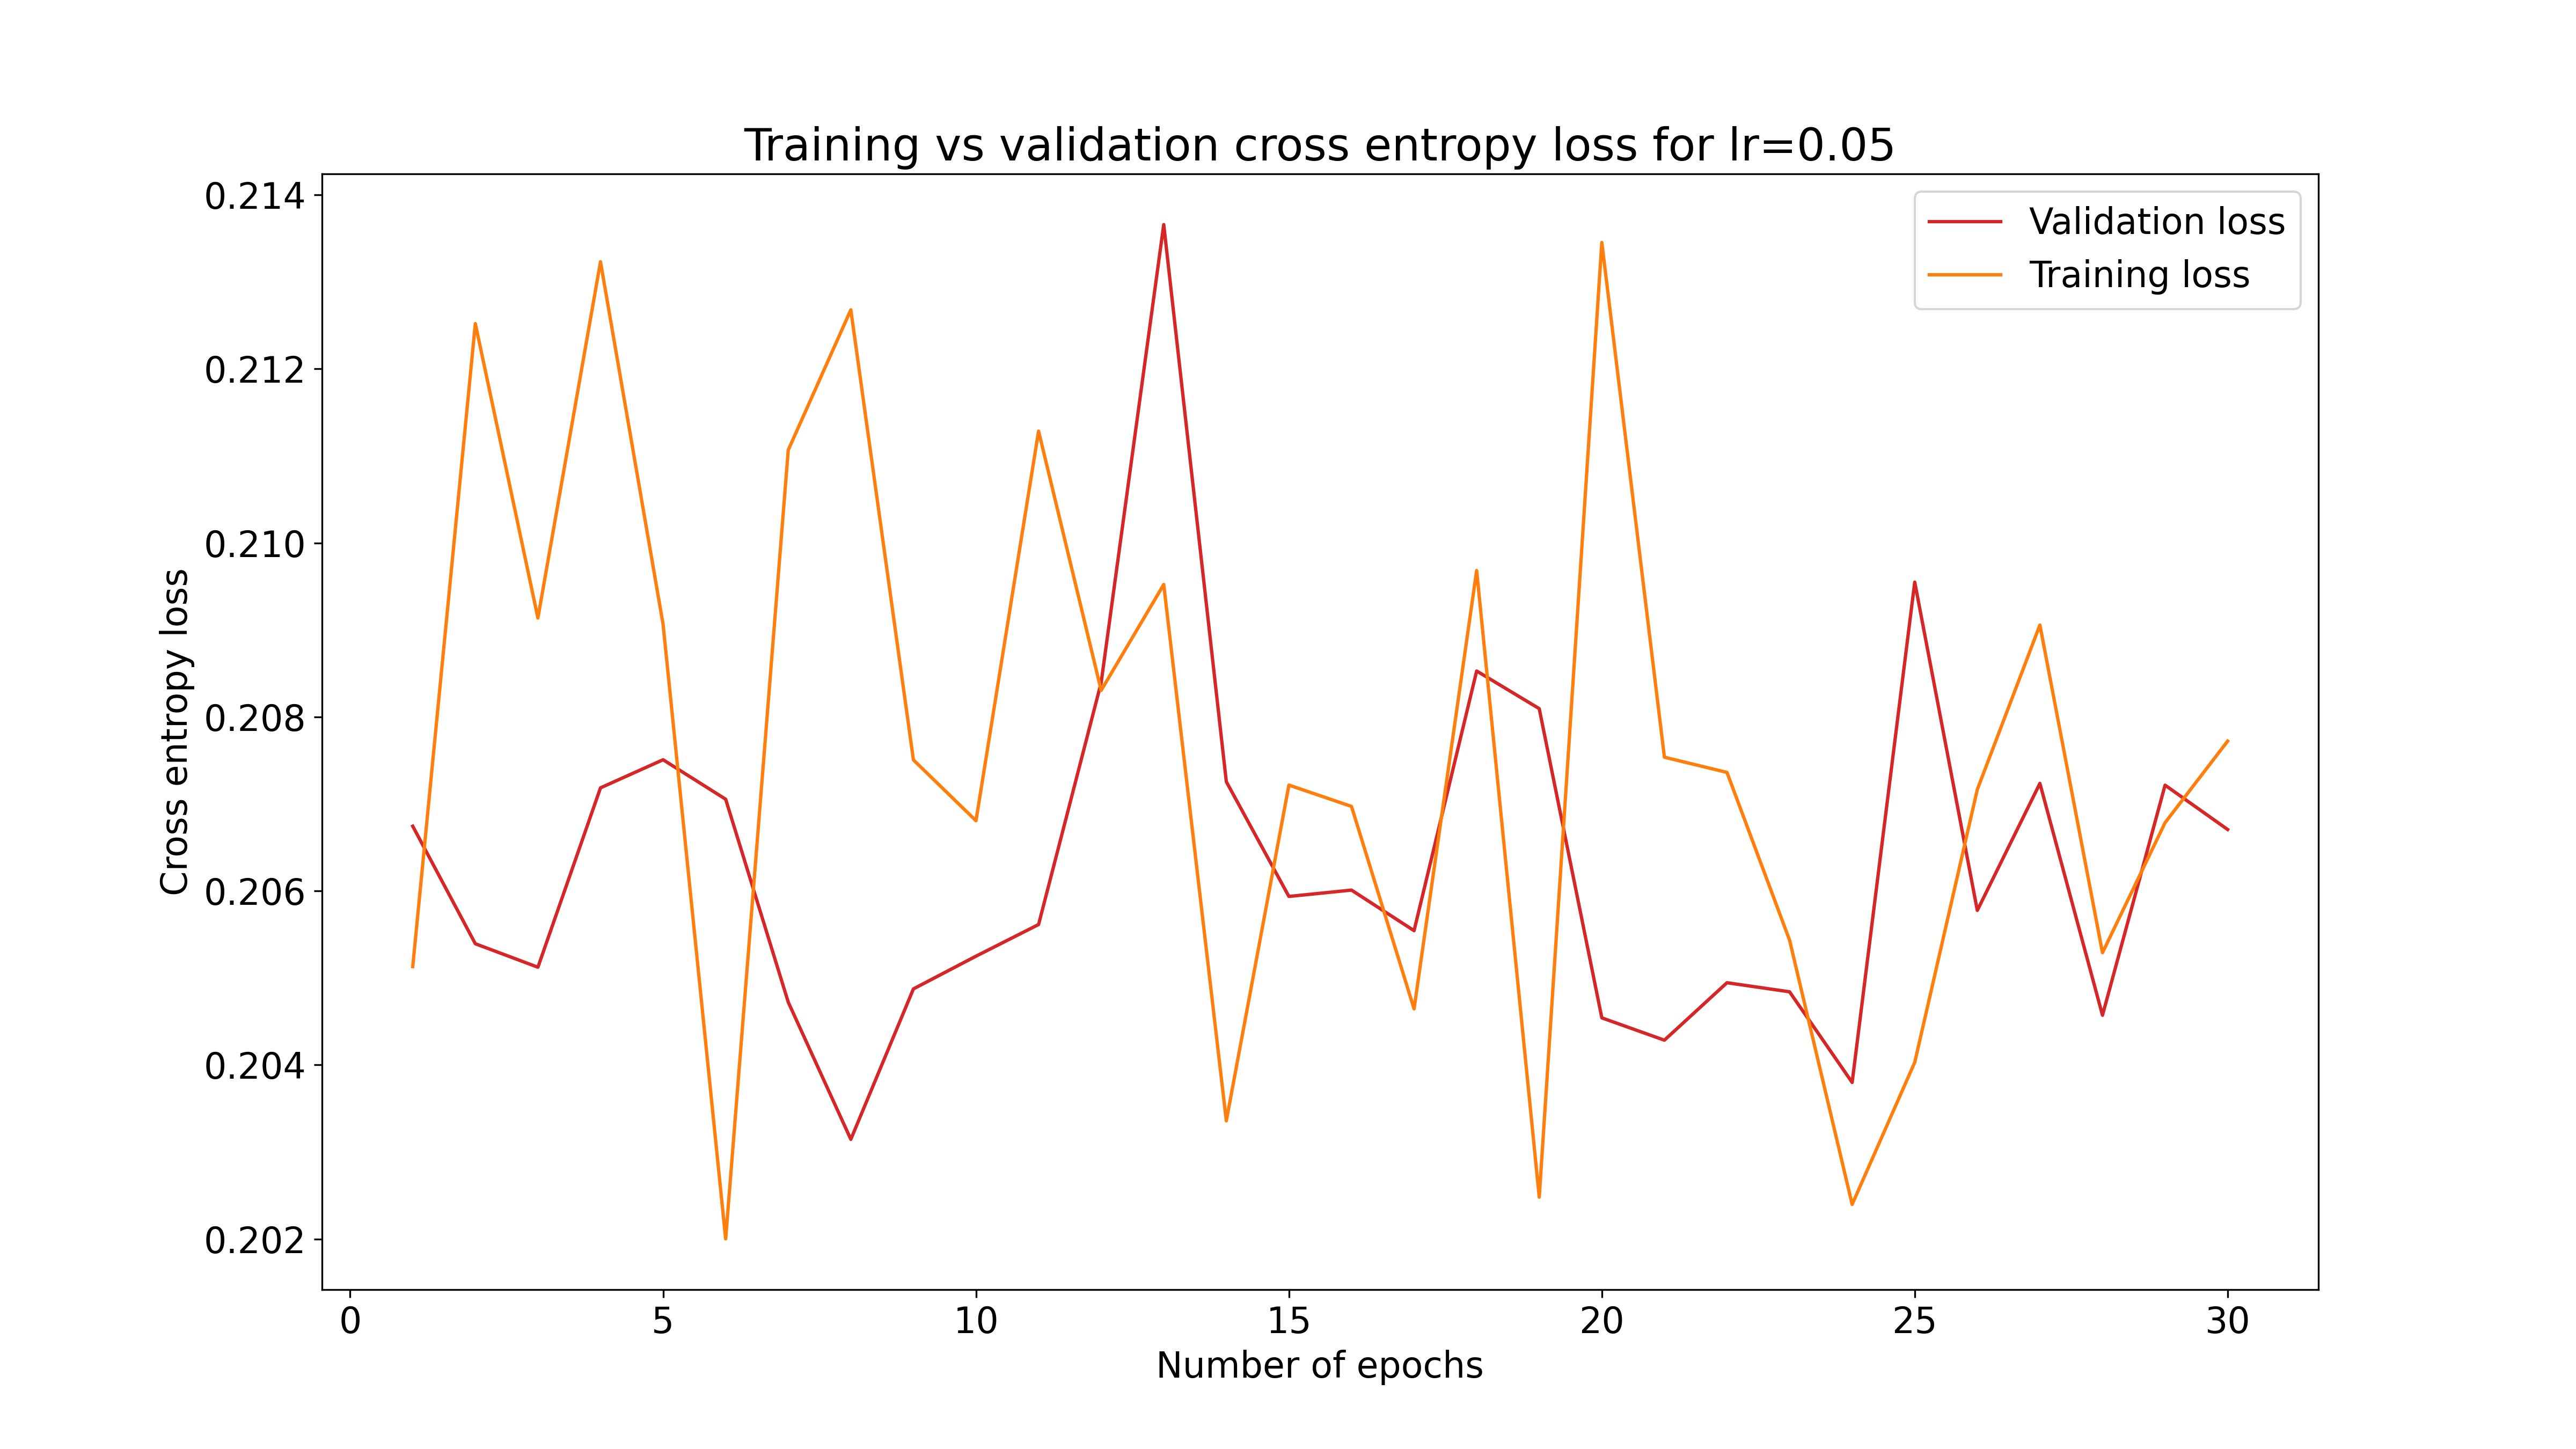 Training vs validation cross entropy loss for lr=0.05
Validation loss
Training loss
0.214
0.212
0.210
0.208
0.206
0.204
0.202
Cross entropy loss
0 5 10 15 20 25 30
Number of epochs